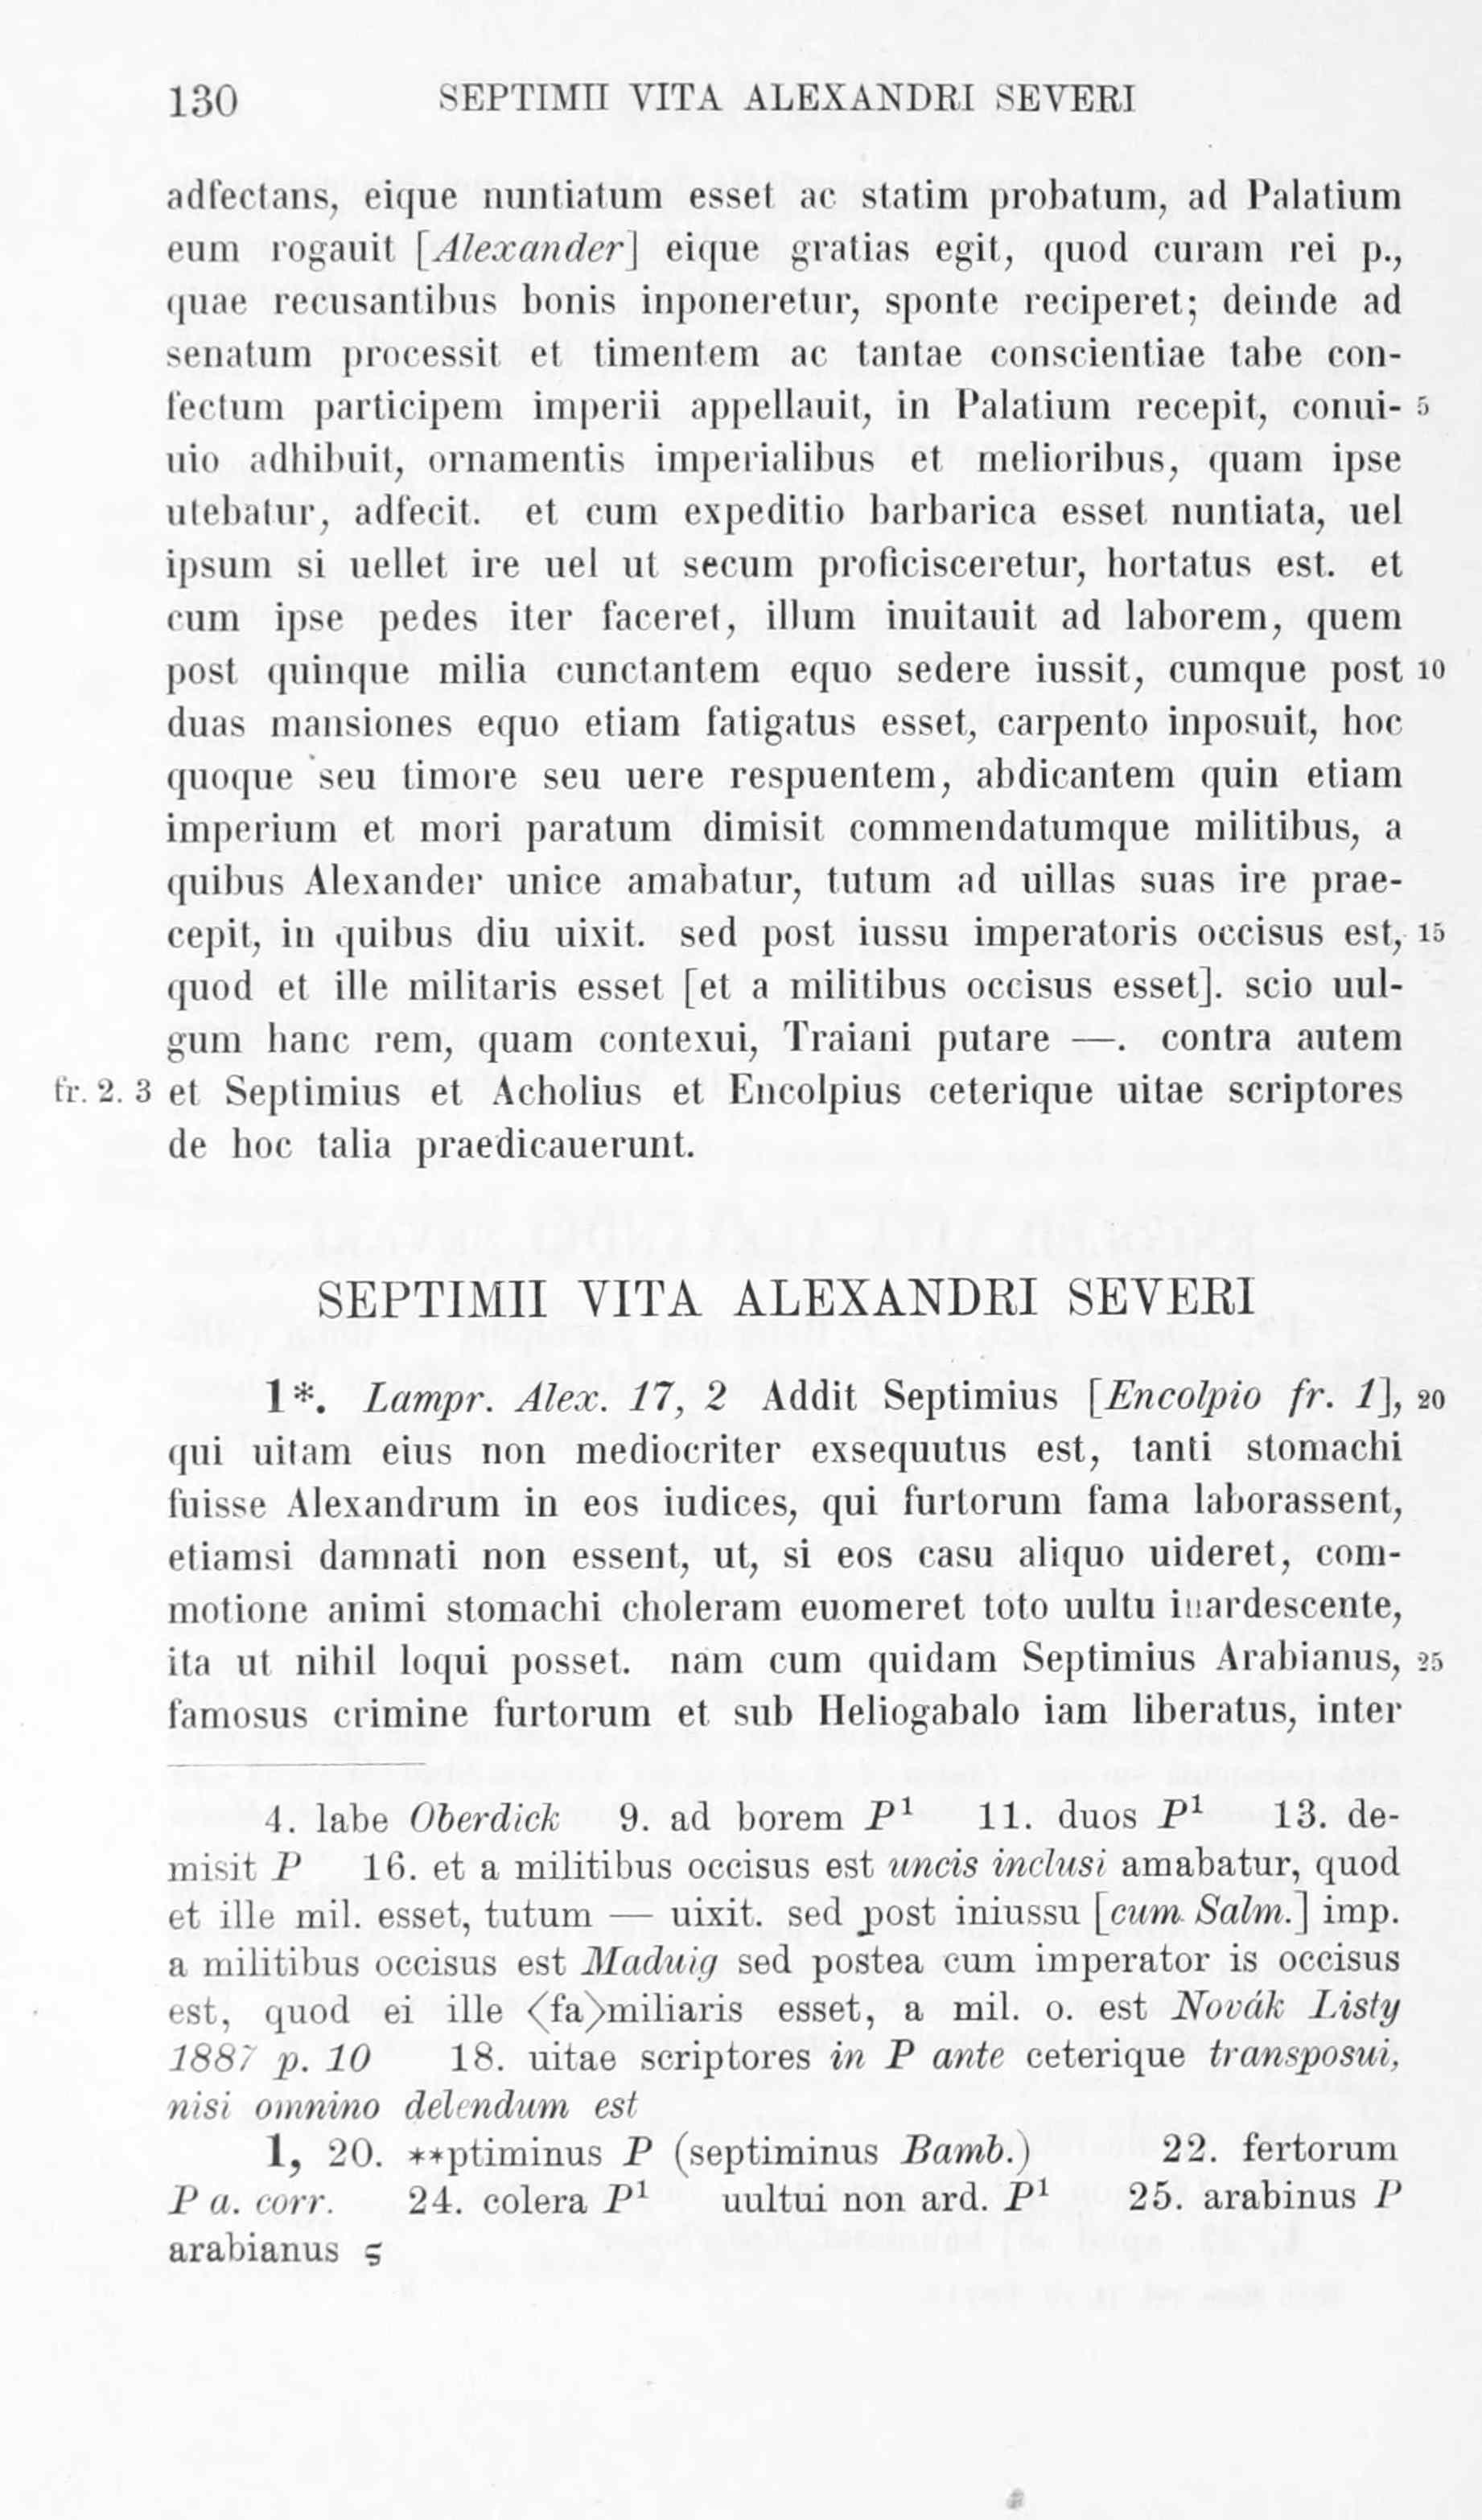 130 SEPTIMII VITA ALEXANDRI SEVERI
adfectans, eique nuntiatum esset ac statim probatum, ad Palatium
eum rogauit [Alexander] eique gratias egit, quod curam rei p.,
quae recusantibus bonis inponeretur, sponte reciperet; deinde ad
senatum processit et timentem ac tantae conscientiae tabe con-
fectum participem imperii appellauit, in Palatium recepit, conui- 5
uio adhibuit, ornamentis imperialibus et melioribus, quam ipse
utebatur, adfecit. et cum expeditio barbarica esset nuntiata, uel
ipsum si uellet ire uel ut secum proficisceretur, hortatus est. et
cum ipse pedes iter faceret, illum inuitauit ad laborem, quem
post quinque milia cunctantem equo sedere iussit, cumque post 10
duas mansiones equo etiam fatigatus esset, carpento inposuit, hoc
quoque seu timore seu uere respuentem, abdicantem quin etiam
imperium et mori paratum dimisit commendatumque militibus, a
quibus Alexander unice amabatur, tutum ad uillas suas ire prae-
cepit, in quibus diu uixit. sed post iussu imperatoris occisus est, 15
quod et ille militaris esset [et a militibus occisus esset]. scio uul-
gum hanc rem, quam contexui, Traiani putare —. contra autem
fr. 2. 3 et Septimius et Acholius et Encolpius ceterique uitae scriptores
de hoc talia praedicauerunt.
SEPTIMII VITA ALEXANDRI SEVERI
1*. Lampr. Alex. 17, 2 Addit Septimius [Encolpio fr. 1], 20
qui uitam eius non mediocriter exsequutus est, tanti stomachi
fuisse Alexandrum in eos iudices, qui furtorum fama laborassent,
etiamsi damnati non essent, ut, si eos casu aliquo uideret, com-
motione animi stomachi choleram euomeret toto uultu inardescente,
ita ut nihil loqui posset. nam cum quidam Septimius Arabianus, 25
famosus crimine furtorum et sub Heliogabalo iam liberatus, inter
4. labe Oberdick 9. ad borem P¹ 11. duos P¹ 13. de-
misit P 16. et a militibus occisus est uncis inclusi amabatur, quod
et ille mil. esset, tutum — uixit. sed post iniussu [cum Salm.] imp.
a militibus occisus est Maduig sed postea cum imperator is occisus
est, quod ei ille ⟨fa⟩miliaris esset, a mil. o. est Novák Listy
1887 p. 10 18. uitae scriptores in P ante ceterique transposui,
nisi omnino delendum est
1, 20. **ptiminus P (septiminus Bamb.) 22. fertorum
P a. corr. 24. colera P¹ uultui non ard. P¹ 25. arabinus P
arabianus ϛ